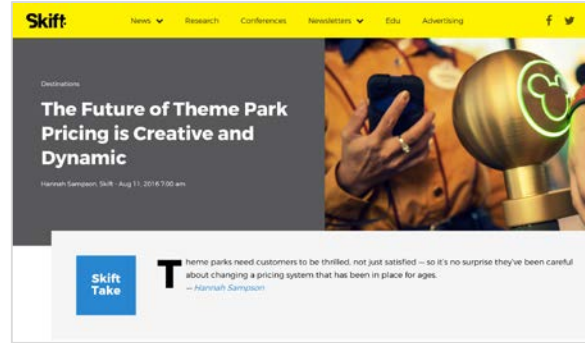 Skift:
News Research Conferences Newsletters Edu Advertising
Destinations
The Future of Theme Park
Pricing is Creative and
Dynamic
Hannah Sampson, Skift - Aug 11, 2016 7:00 am
Skift
Take
Theme parks need customers to be thrilled, not just satisfied — so it's no surprise they've been careful
about changing a pricing system that has been in place for ages.
— Hannah Sampson